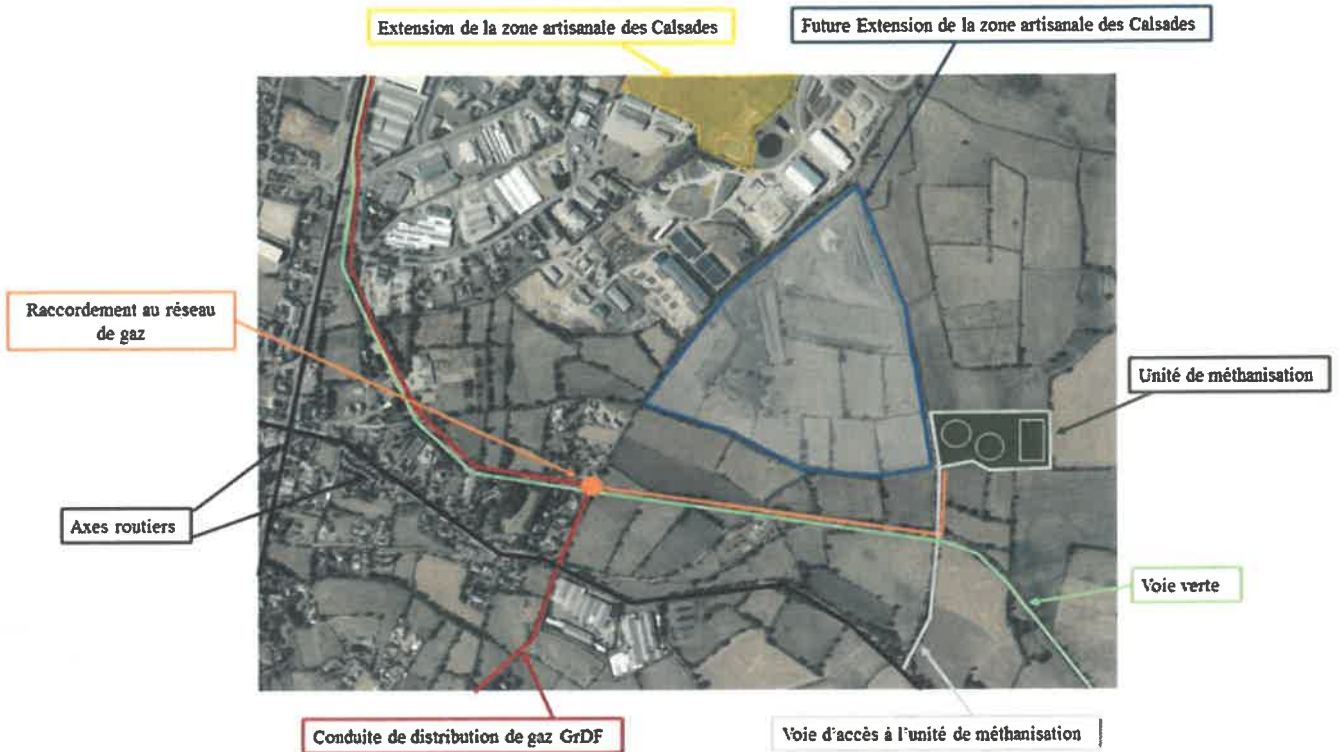 Extension de la zone artisanale des Calsades
Future Extension de la zone artisanale des Calsades
Raccordement au réseau
de gaz
Unité de méthanisation
Axes routiers
Voie verte
Conduite de distribution de gaz GrDF
Voie d'accès à l'unité de méthanisation